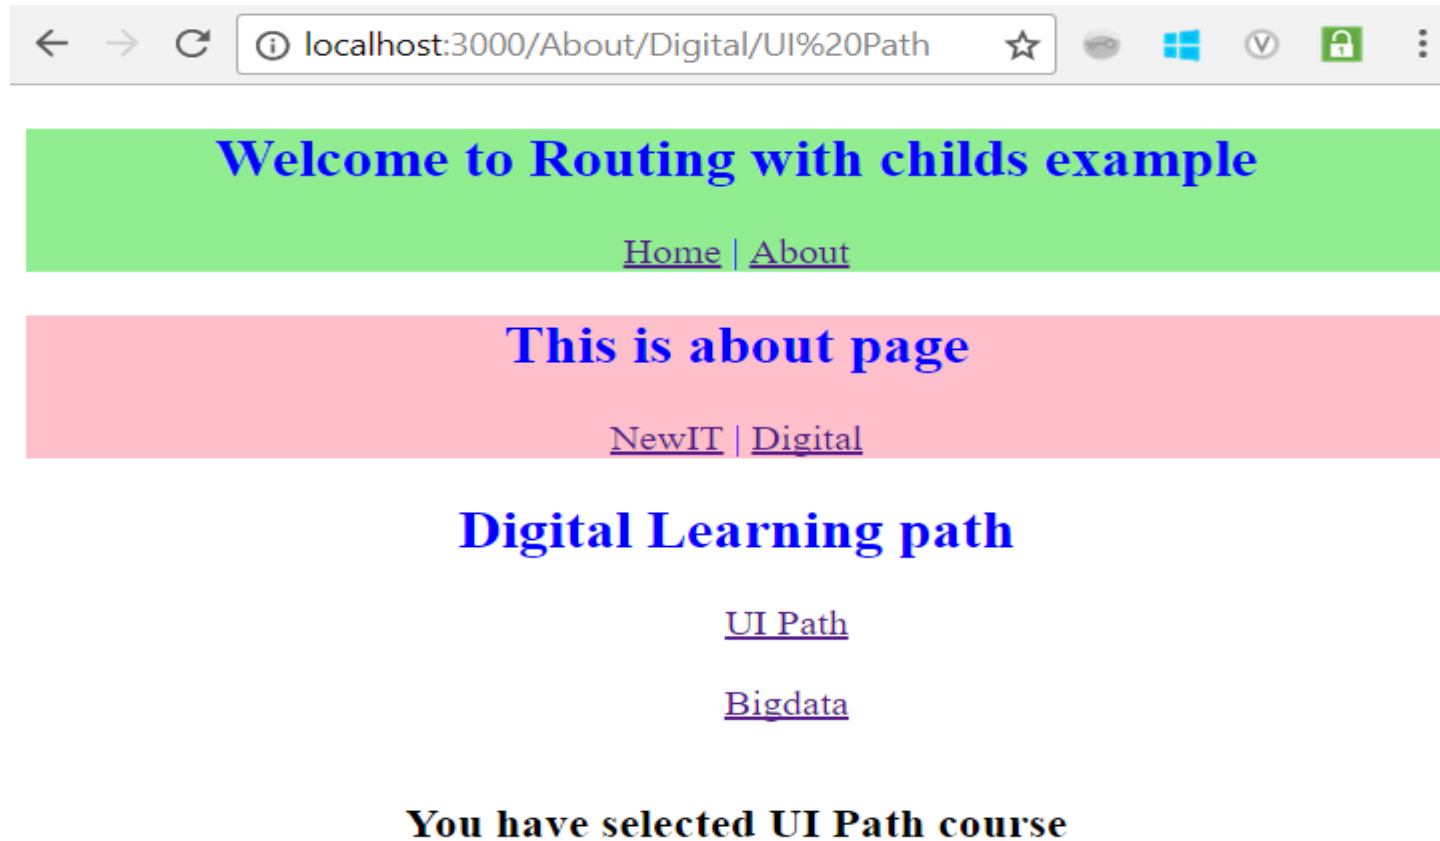 localhost:3000/About/Digital/UI%20Path
Welcome to Routing with childs example
Home | About
This is about page
NewIT | Digital
Digital Learning path
UI Path
Bigdata
You have selected UI Path course